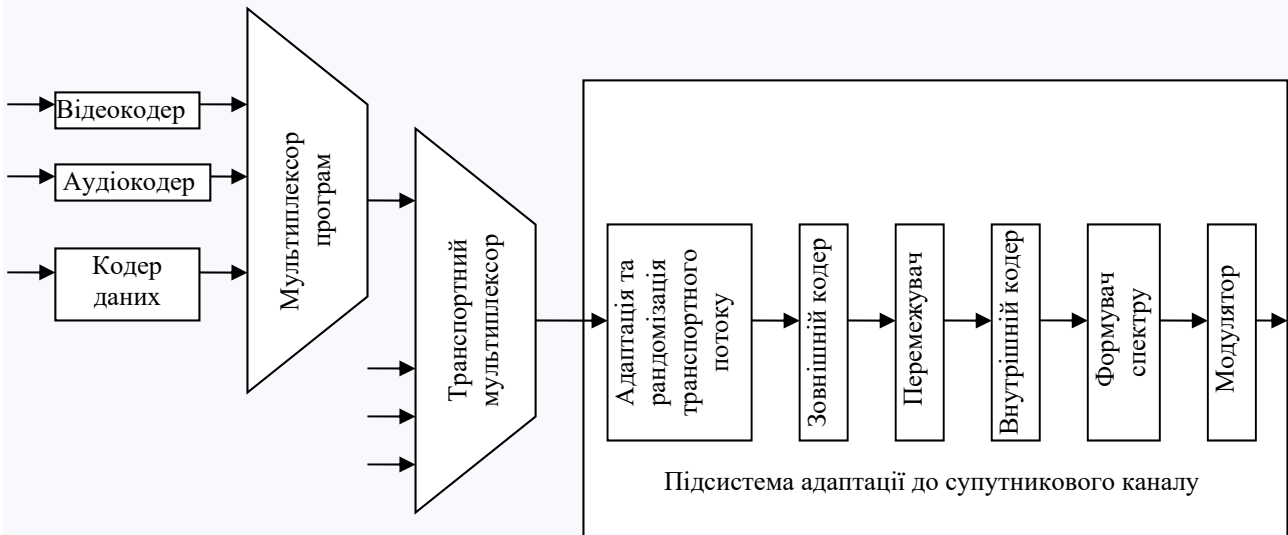 Відеокодер
Аудіокодер
Кодер
даних
Мультиплексор
програм
Транспортний
мультиплексор
Адаптація та
рандомізація
транспортного
потоку
Зовнішній кодер
Перемежувач
Внутрішній кодер
Формувач
спектру
Модулятор
Підсистема адаптації до супутникового каналу